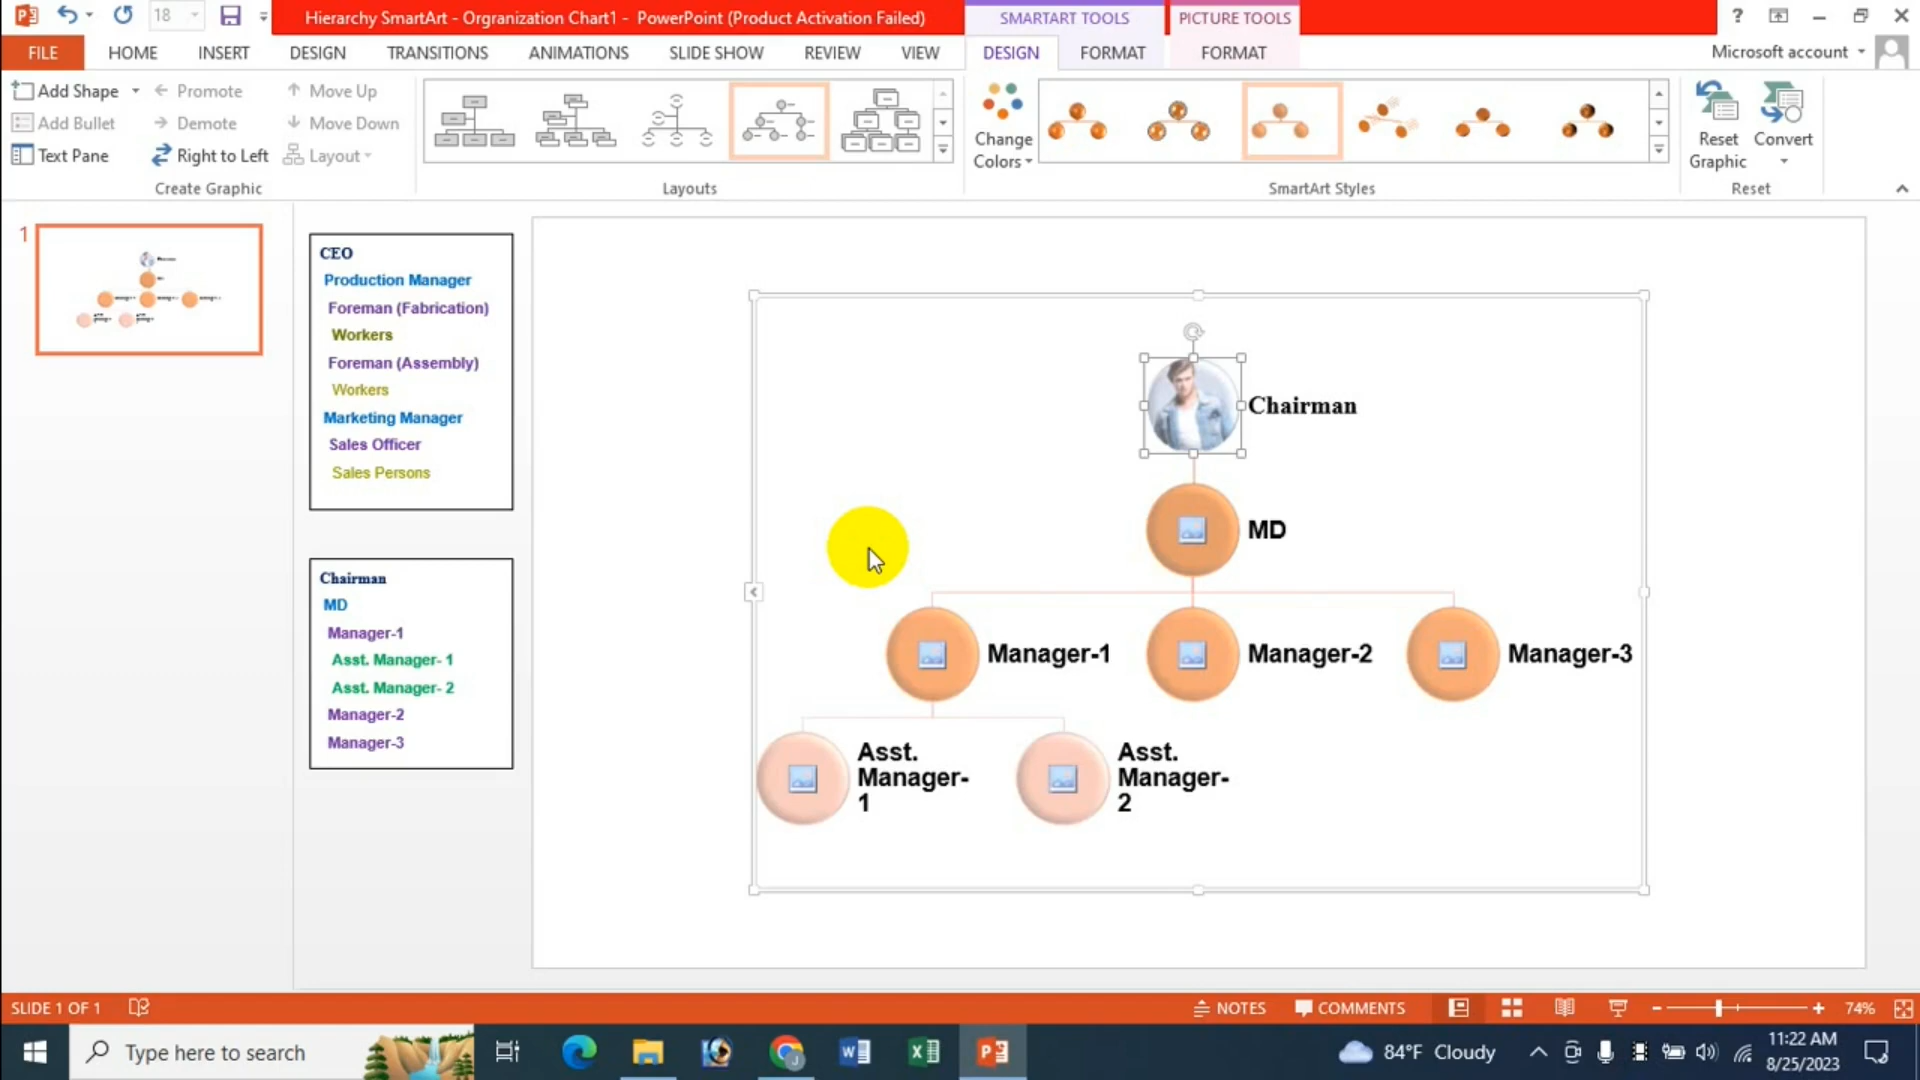 18
Hierarchy SmartArt - Orgranization Chart1 - PowerPoint (Product Activation Failed)
SMARTART TOOLS
PICTURE TOOLS
?
FILE
HOME
INSERT
DESIGN
TRANSITIONS
ANIMATIONS
SLIDE SHOW
REVIEW
VIEW
DESIGN
FORMAT
FORMAT
Microsoft account
Add Shape
Promote
Move Up
Add Bullet
Demote
Move Down
Text Pane
Right to Left
Layout
Create Graphic
Layouts
Change
Colors
SmartArt Styles
Reset
Graphic
Convert
Reset
1
CEO
Production Manager
Foreman (Fabrication)
Workers
Foreman (Assembly)
Workers
Marketing Manager
Sales Officer
Sales Persons
Chairman
MD
Manager-1
Asst. Manager- 1
Asst. Manager- 2
Manager-2
Manager-3
Chairman
MD
Manager-1
Manager-2
Manager-3
Asst.
Manager-
1
Asst.
Manager-
2
SLIDE 1 OF 1
NOTES
COMMENTS
74%
Type here to search
84°F Cloudy
11:22 AM
8/25/2023